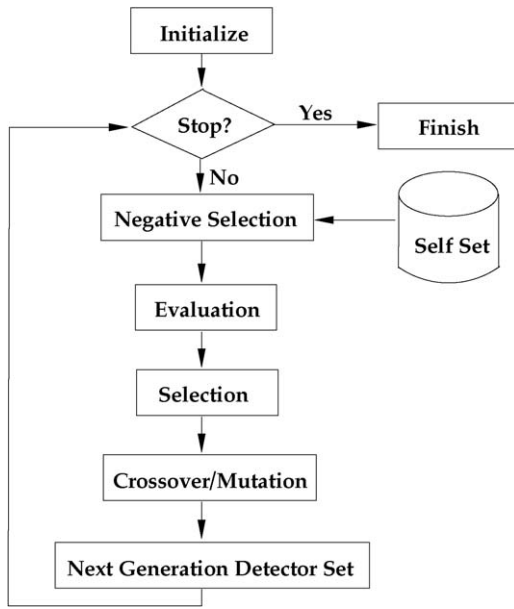 Initialize
Stop?
Yes
Finish
No
Negative Selection
Self Set
Evaluation
Selection
Crossover/Mutation
Next Generation Detector Set